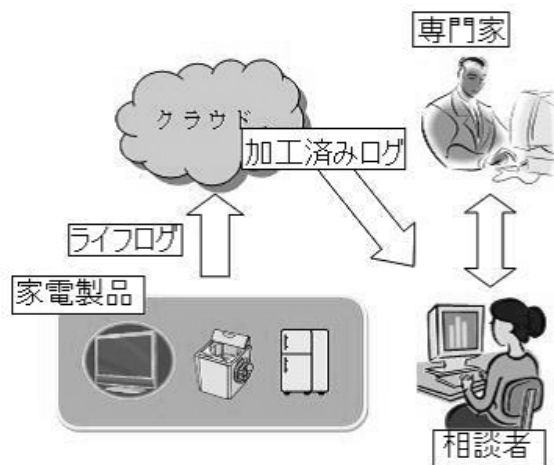 専門家
クラウド
加工済みログ
ライフログ
家電製品
相談者